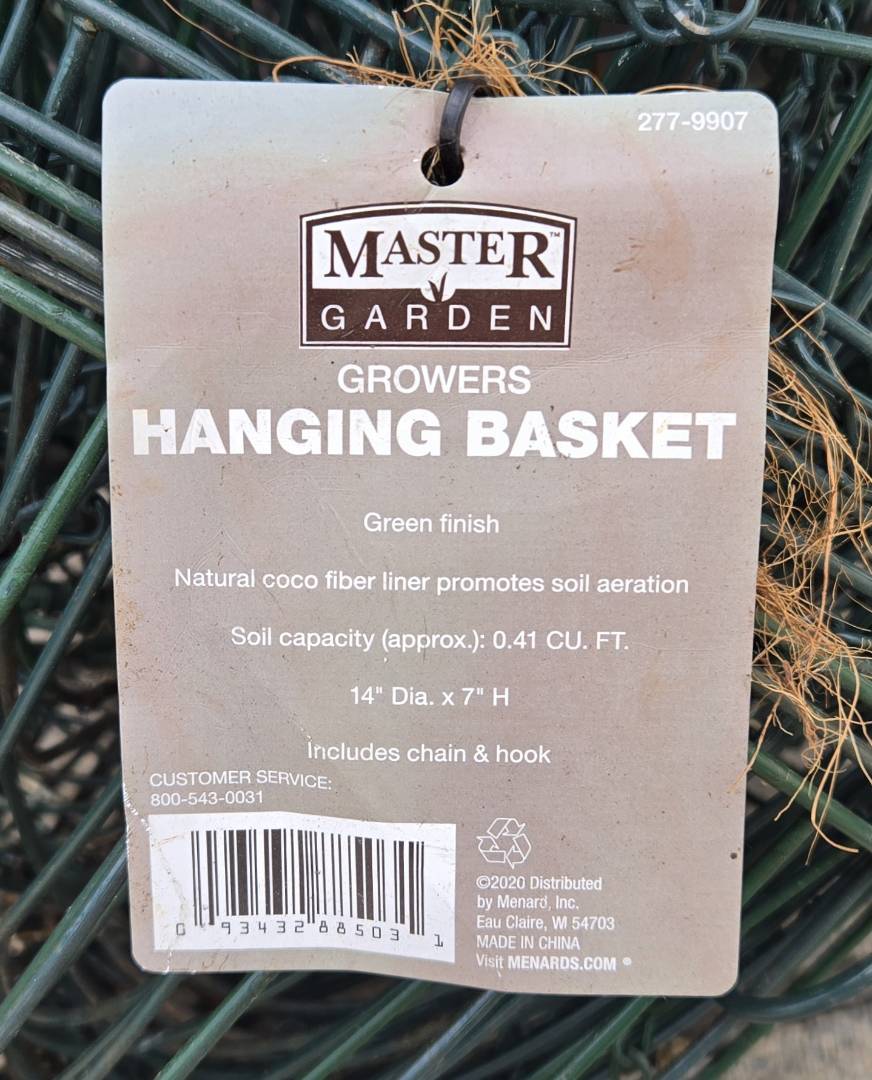 277-9907
MASTER™
GARDEN
GROWERS
HANGING BASKET
Green finish
Natural coco fiber liner promotes soil aeration
Soil capacity (approx.): 0.41 CU. FT.
14" Dia. x 7" H
Includes chain & hook
CUSTOMER SERVICE:
800-543-0031
0 93432 88503 1
©2020 Distributed
by Menard, Inc.
Eau Claire, WI 54703
MADE IN CHINA
Visit MENARDS.COM ®